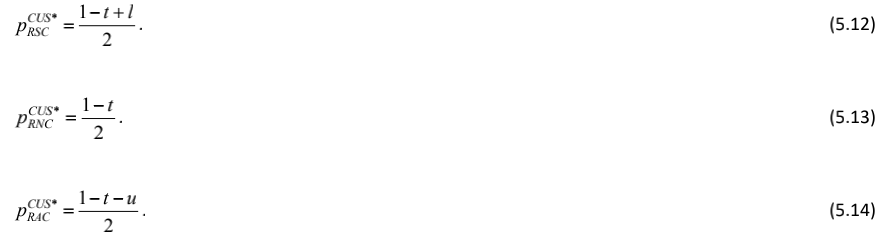 p_{RSC}^{CUS*} = \frac{1-t+l}{2}. (5.12)
p_{RNC}^{CUS*} = \frac{1-t}{2}. (5.13)
p_{RAC}^{CUS*} = \frac{1-t-u}{2}. (5.14)